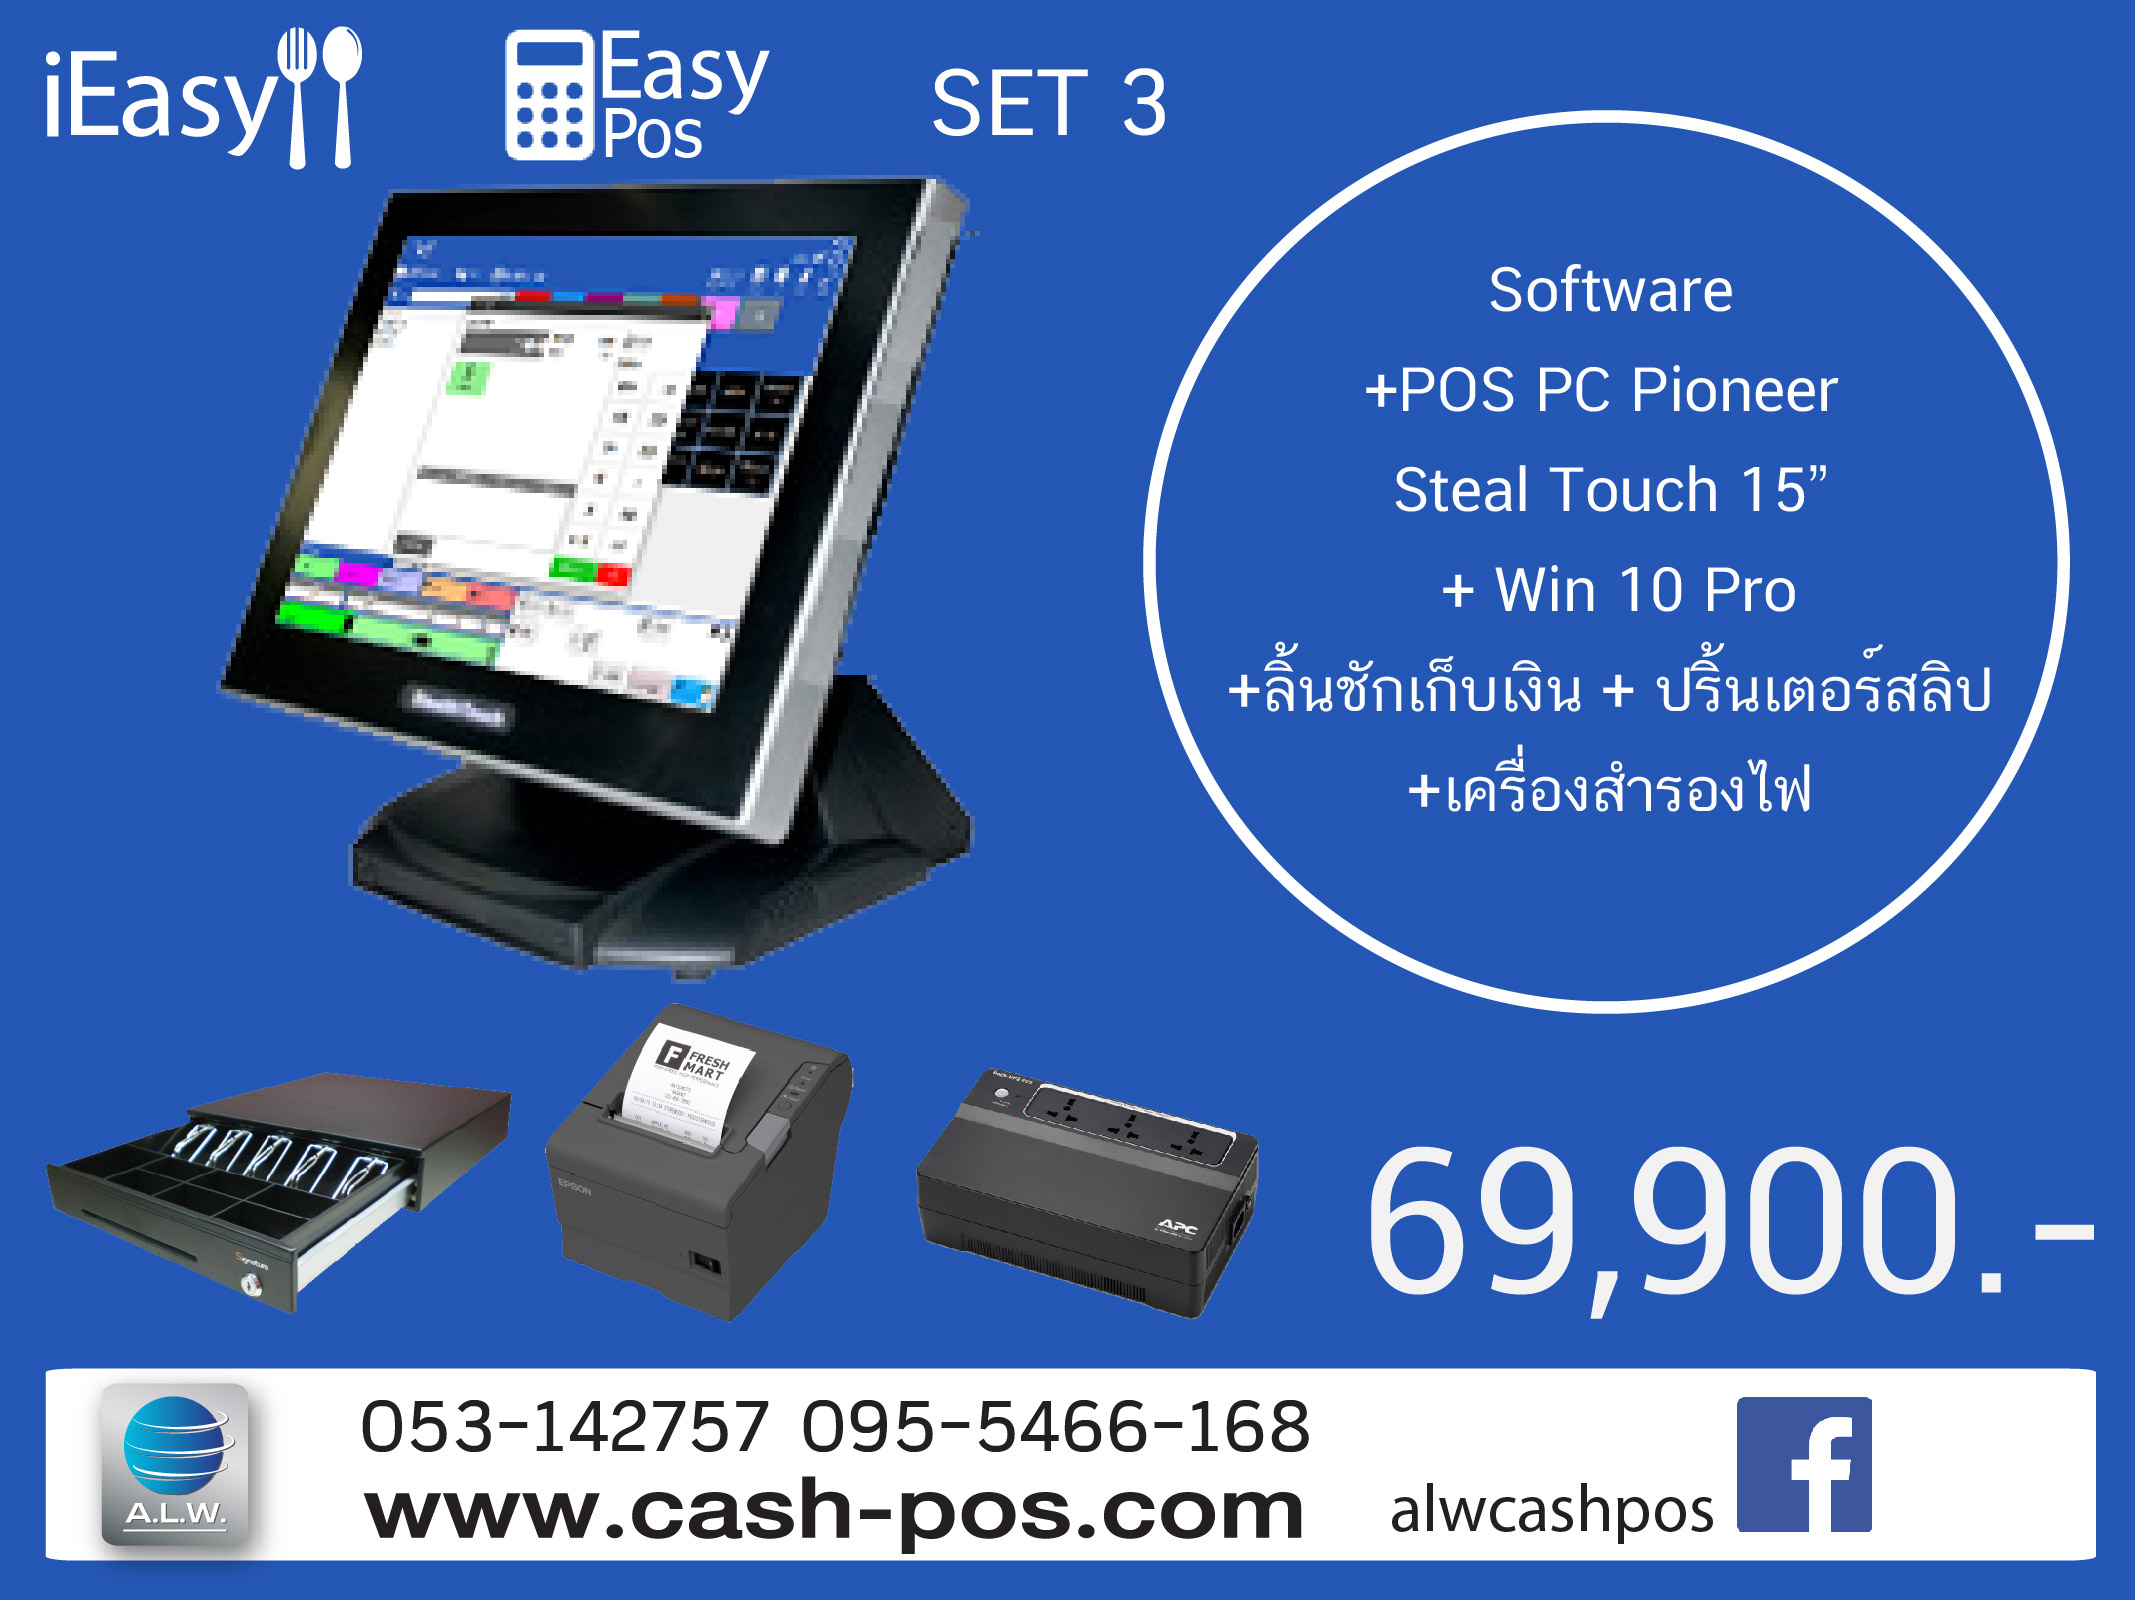 iEasy
Easy
Pos
SET 3
Software
+POS PC Pioneer
Steal Touch 15”
+ Win 10 Pro
+ลิ้นชักเก็บเงิน + ปริ้นเตอร์สลิป
+เครื่องสำรองไฟ
F FRESH
MART
EPSON
Signature
APC
69,900.-
A.L.W.
053-142757 095-5466-168
www.cash-pos.com
alwcashpos
f